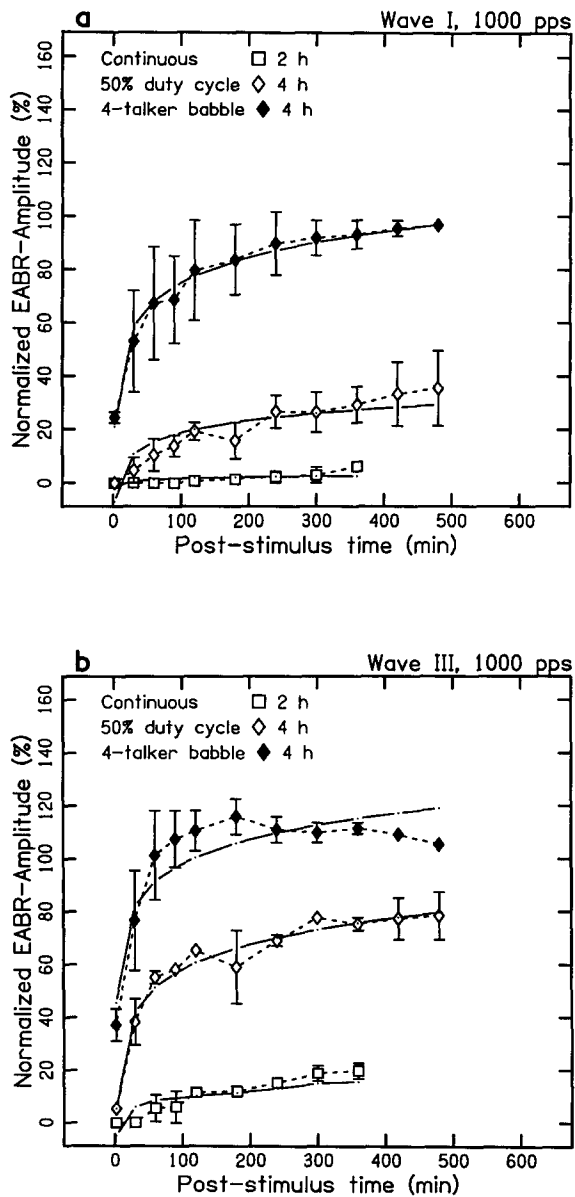 a Wave I, 1000 pps
Continuous 2 h
50% duty cycle 4 h
4-talker babble 4 h
Normalized EABR-Amplitude (%)
160
140
120
100
80
60
40
20
0
0 100 200 300 400 500 600
Post-stimulus time (min)
b Wave III, 1000 pps
Continuous 2 h
50% duty cycle 4 h
4-talker babble 4 h
Normalized EABR-Amplitude (%)
160
140
120
100
80
60
40
20
0
0 100 200 300 400 500 600
Post-stimulus time (min)